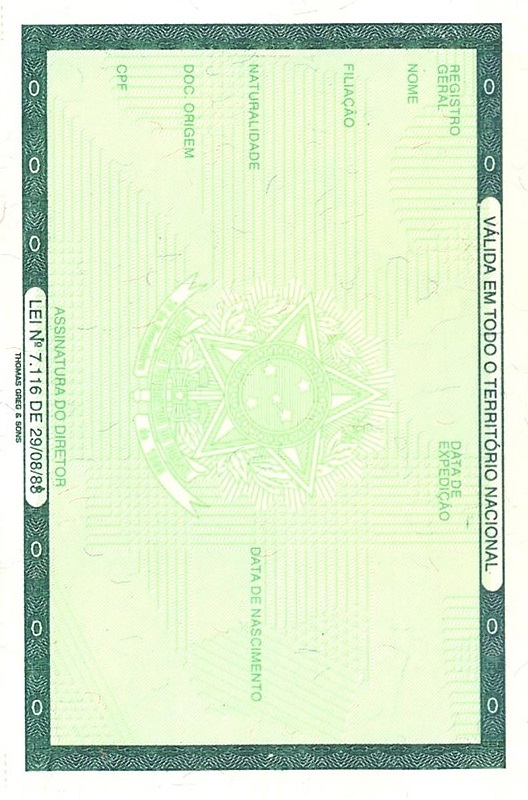 VÁLIDA EM TODO O TERRITÓRIO NACIONAL
REGISTRO
GERAL
DATA DE
EXPEDIÇÃO
NOME
FILIAÇÃO
NATURALIDADE
DATA DE NASCIMENTO
DOC. ORIGEM
CPF
ASSINATURA DO DIRETOR
LEI Nº 7.116 DE 29/08/83
THOMAS GREG & SONS